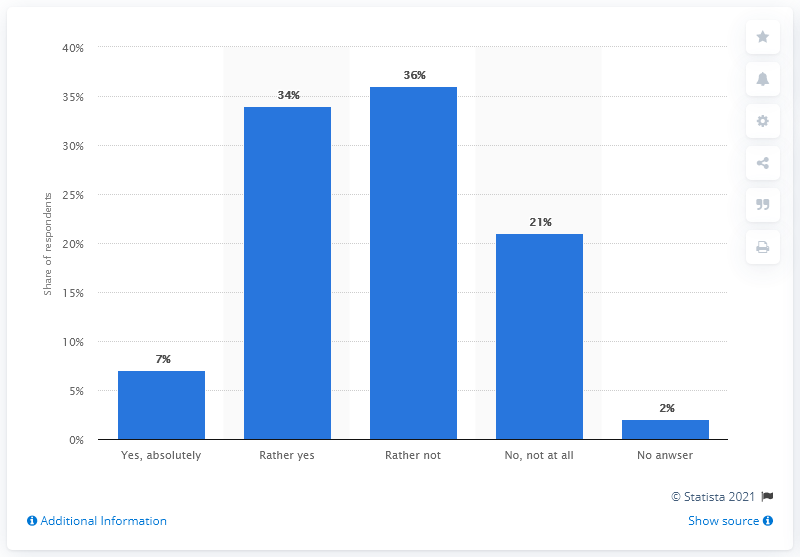 40%
35%
30%
25%
20%
15%
10%
5%
0%
Share of respondents
7%
34%
36%
21%
2%
Yes, absolutely
Rather yes
Rather not
No, not at all
No anwser
© Statista 2021
Additional Information
Show source